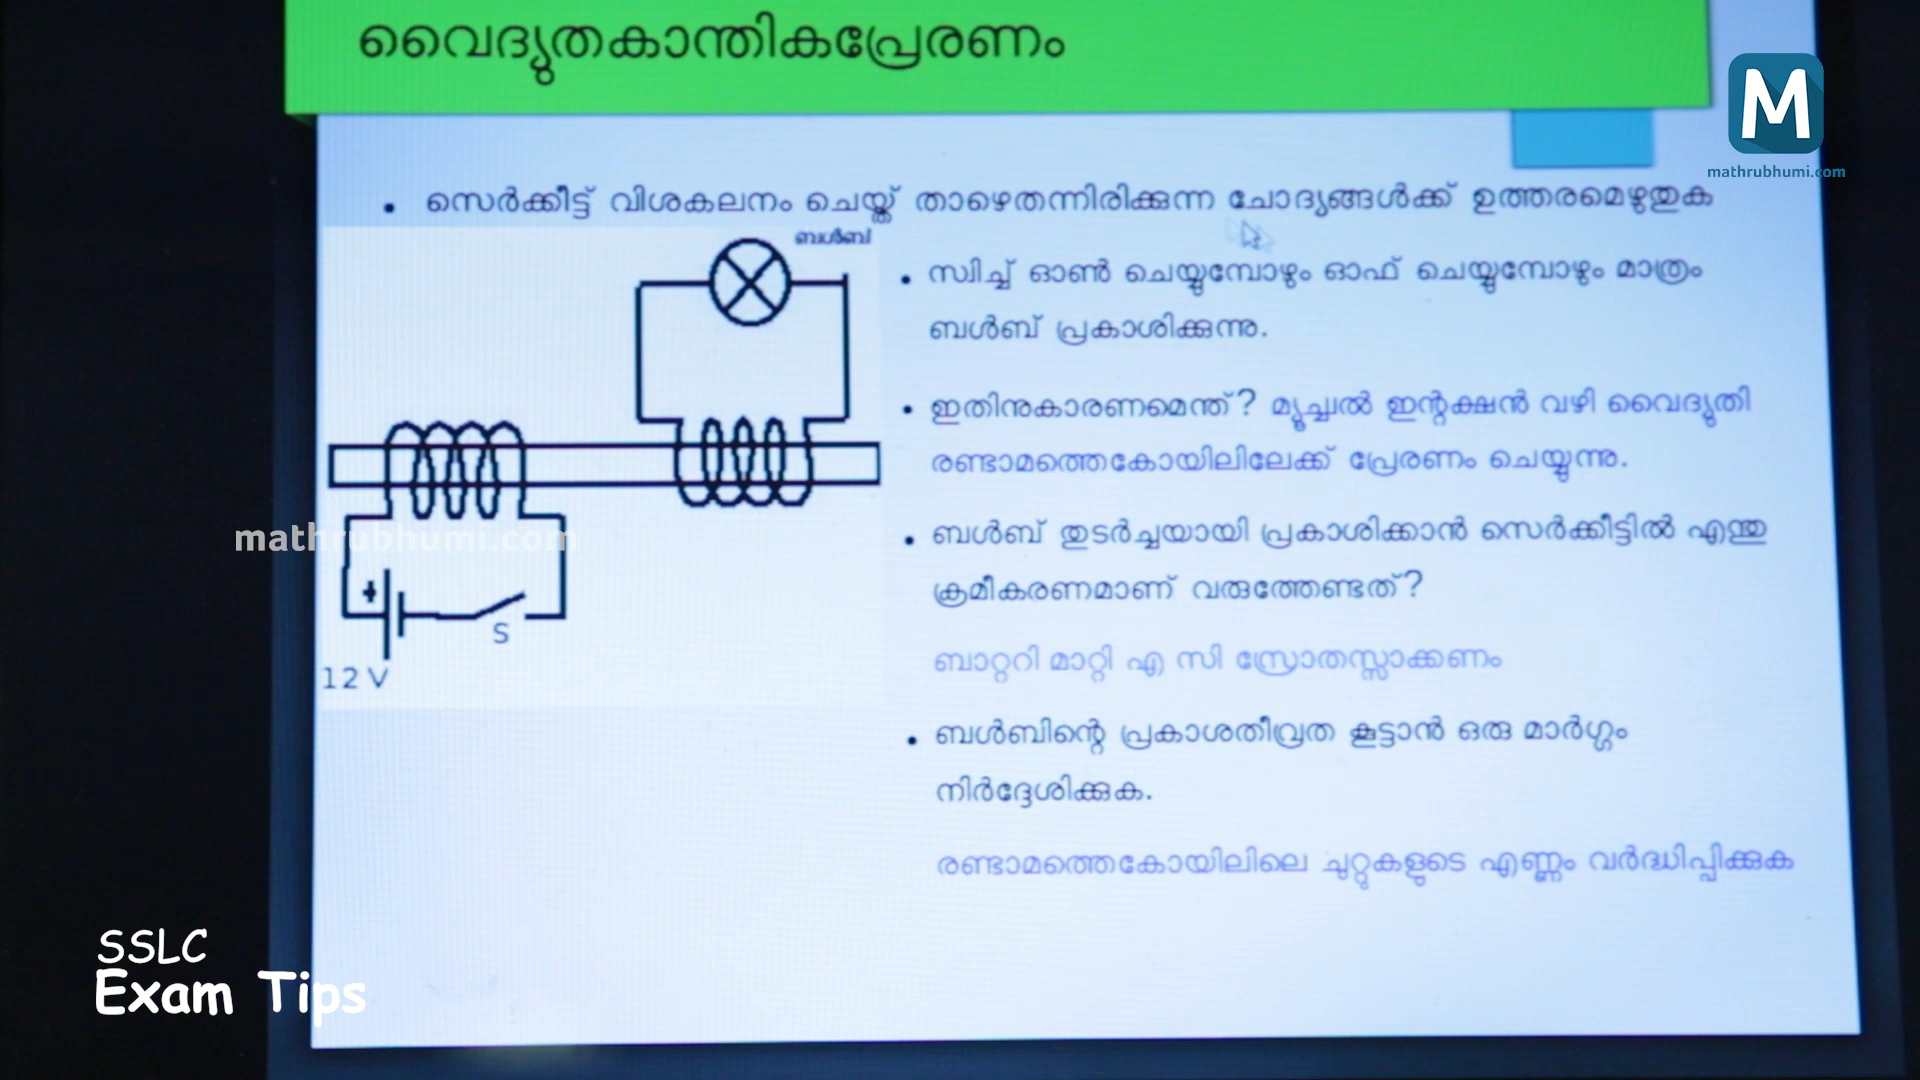 വൈദ്യുതകാന്തികപ്രേരണം
M
mathrubhumi.com
• സെർക്കീട്ട് വിശകലനം ചെയ്ത് താഴെതന്നിരിക്കുന്ന ചോദ്യങ്ങൾക്ക് ഉത്തരമെഴുതുക
ബൾബ്
• സ്വിച്ച് ഓൺ ചെയ്യുമ്പോഴും ഓഫ് ചെയ്യുമ്പോഴും മാത്രം
ബൾബ് പ്രകാശിക്കുന്നു.
• ഇതിനുകാരണമെന്ത്? മ്യൂച്വൽ ഇന്റക്ഷൻ വഴി വൈദ്യുതി
രണ്ടാമത്തെകോയിലിലേക്ക് പ്രേരണം ചെയ്യുന്നു.
• ബൾബ് തുടർച്ചയായി പ്രകാശിക്കാൻ സെർക്കീട്ടിൽ എന്തു
ക്രമീകരണമാണ് വരുത്തേണ്ടത്?
ബാറ്ററി മാറ്റി എ സി സ്രോതസ്സാക്കണം
• ബൾബിന്റെ പ്രകാശതീവ്രത കൂട്ടാൻ ഒരു മാർഗ്ഗം
നിർദ്ദേശിക്കുക.
രണ്ടാമത്തെകോയിലിലെ ചുറ്റുകളുടെ എണ്ണം വർദ്ധിപ്പിക്കുക
mathrubhumi.com
+
S
12 V
SSLC
Exam Tips